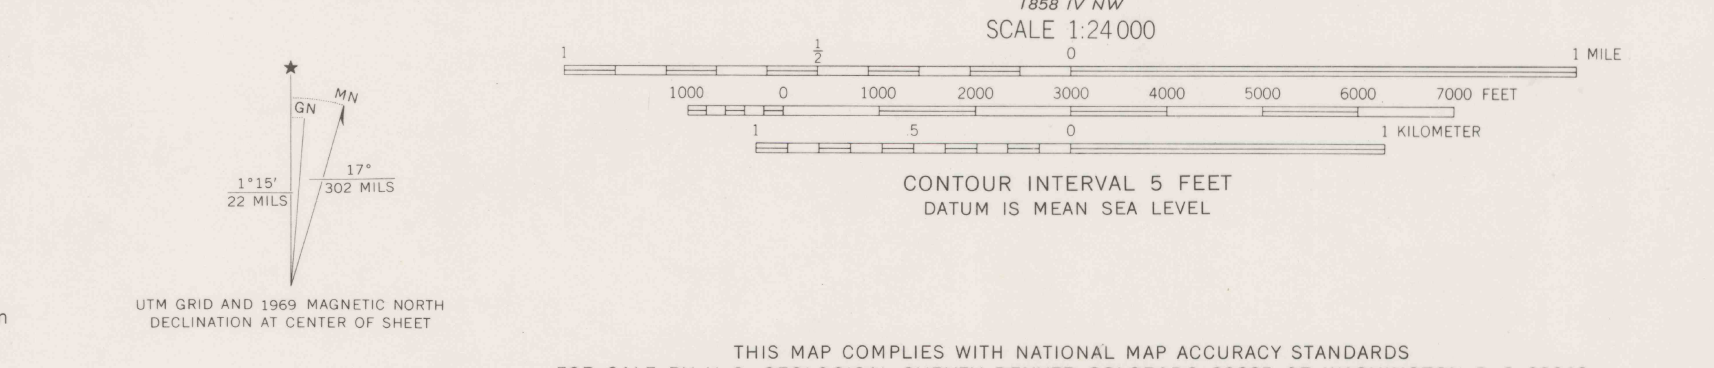 1858 IV NW
SCALE 1:24 000
1 1/2 0 1 MILE
1000 0 1000 2000 3000 4000 5000 6000 7000 FEET
1 .5 0 1 KILOMETER
CONTOUR INTERVAL 5 FEET
DATUM IS MEAN SEA LEVEL
★
MN
GN
17°
302 MILS
1°15′
22 MILS
UTM GRID AND 1969 MAGNETIC NORTH
DECLINATION AT CENTER OF SHEET
THIS MAP COMPLIES WITH NATIONAL MAP ACCURACY STANDARDS